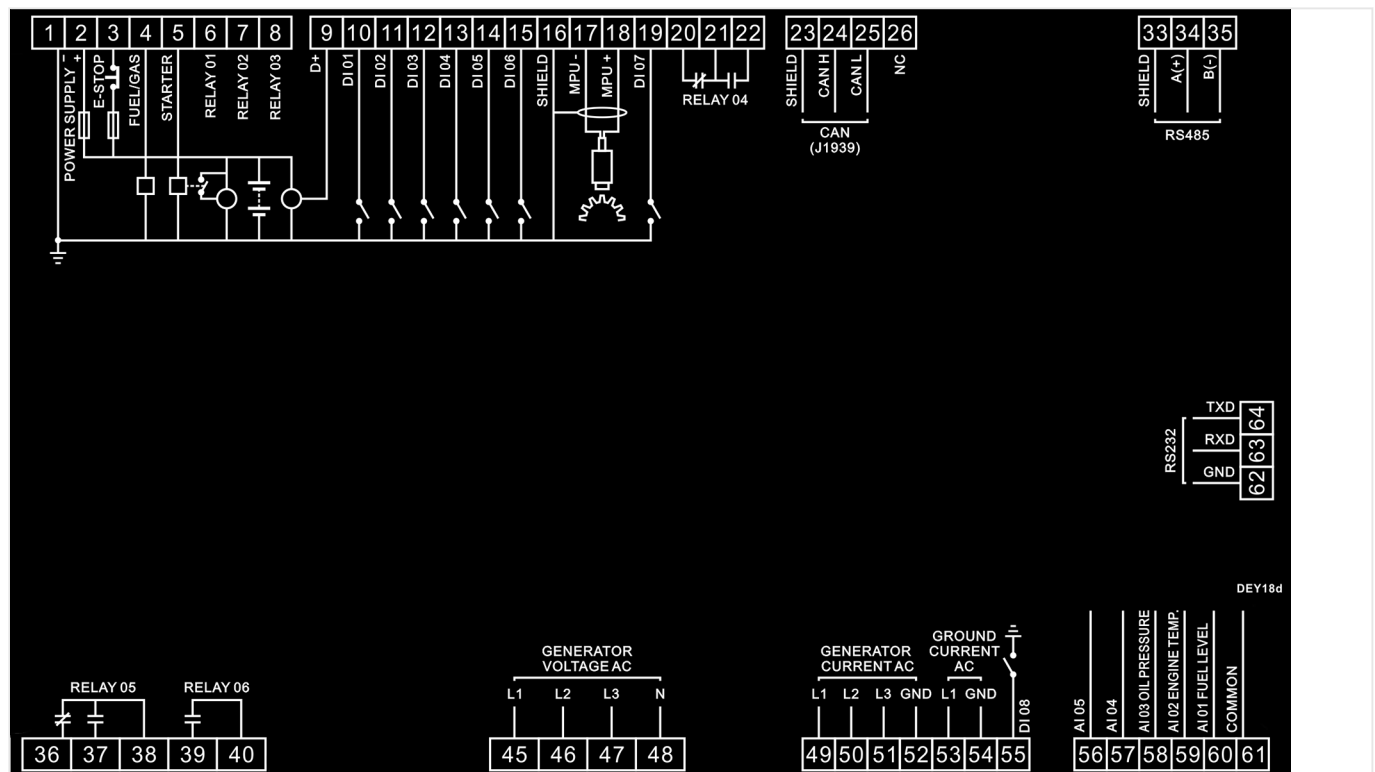 1 2 3 4 5 6 7 8
9 10 11 12 13 14 15 16 17 18 19 20 21 22
23 24 25 26
33 34 35
POWER SUPPLY - +
E-STOP
FUEL/GAS
STARTER
RELAY 01
RELAY 02
RELAY 03
D+
DI 01
DI 02
DI 03
DI 04
DI 05
DI 06
SHIELD
MPU -
MPU +
DI 07
RELAY 04
SHIELD
CAN H
CAN L
NC
CAN
(J1939)
SHIELD
A(+)
B(-)
RS485
RS232
TXD 64
RXD 63
GND 62
DEY18d
RELAY 05
RELAY 06
36 37 38 39 40
GENERATOR
VOLTAGE AC
L1 L2 L3 N
45 46 47 48
GENERATOR
CURRENT AC
L1 L2 L3 GND
GROUND
CURRENT
AC
L1 GND
DI 08
49 50 51 52 53 54 55
AI 05
AI 04
AI 03 OIL PRESSURE
AI 02 ENGINE TEMP.
AI 01 FUEL LEVEL
COMMON
56 57 58 59 60 61